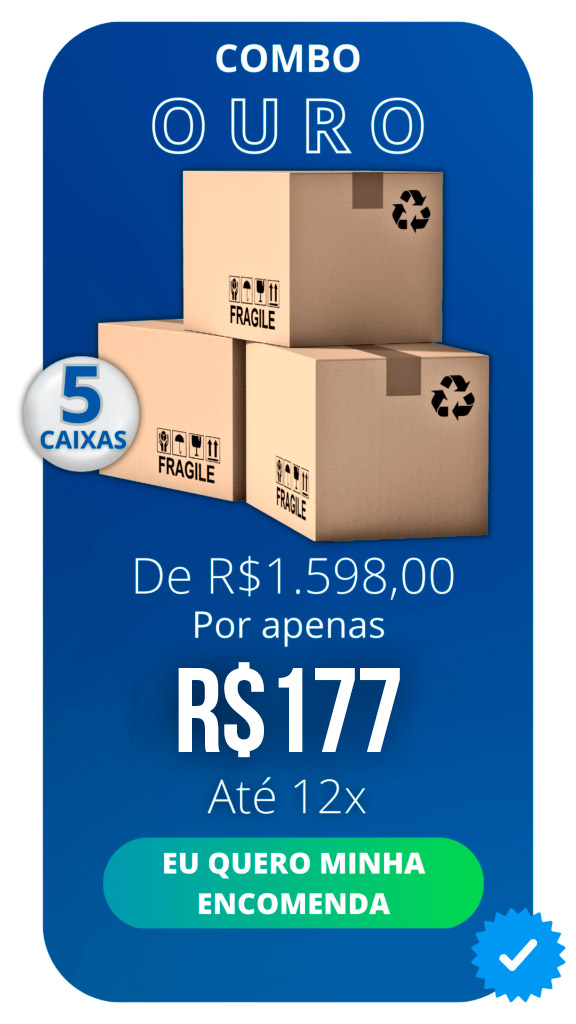 COMBO
OURO
FRAGILE
5
CAIXAS
FRAGILE
FRAGILE
De R$1.598,00
Por apenas
R$177
Até 12x
EU QUERO MINHA
ENCOMENDA